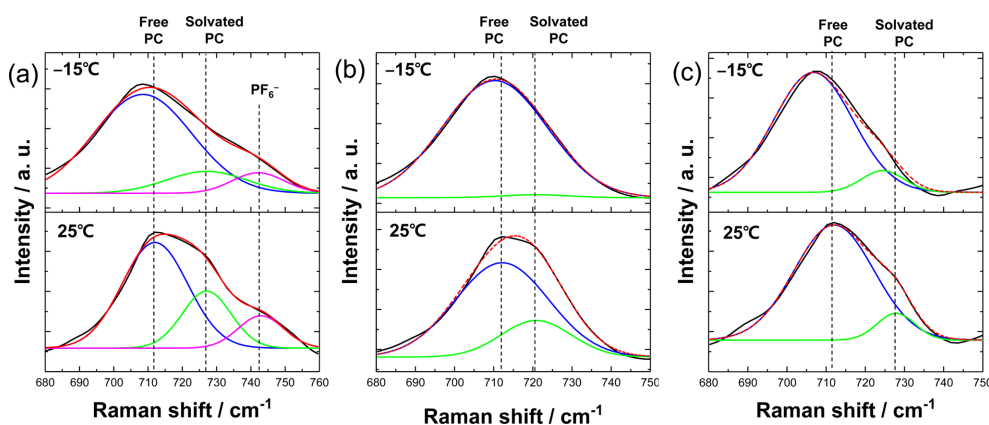 Free Solvated
PC PC
Free Solvated
PC PC
Free Solvated
PC PC
(a)
−15℃
PF6−
25℃
Intensity / a. u.
680 690 700 710 720 730 740 750 760
Raman shift / cm-1
(b)
−15℃
25℃
Intensity / a. u.
680 690 700 710 720 730 740 750
Raman shift / cm-1
(c)
−15℃
25℃
Intensity / a. u.
680 690 700 710 720 730 740 750
Raman shift / cm-1